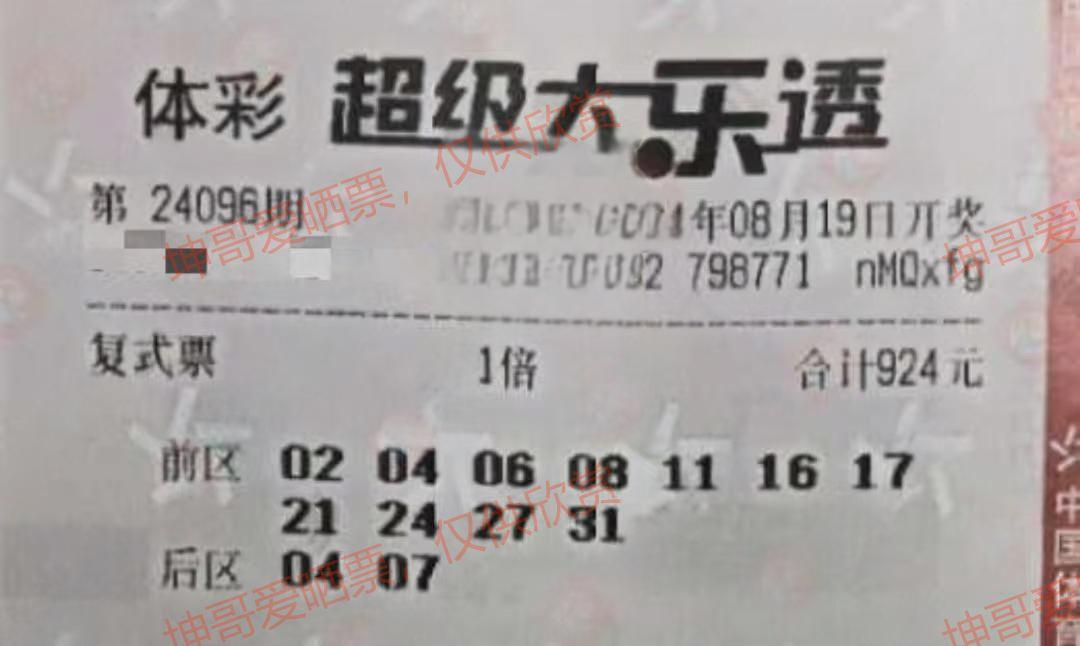 体彩 超级大乐透
第 24096期 年08月19日开奖
092 798771 nMQxfg
复式票 1倍 合计924元
前区 02 04 06 08 11 16 17
21 24 27 31
后区 04 07
坤哥爱晒票，仅供欣赏
坤哥爱
坤哥爱晒票，仅供欣赏
坤哥爱
中国体育